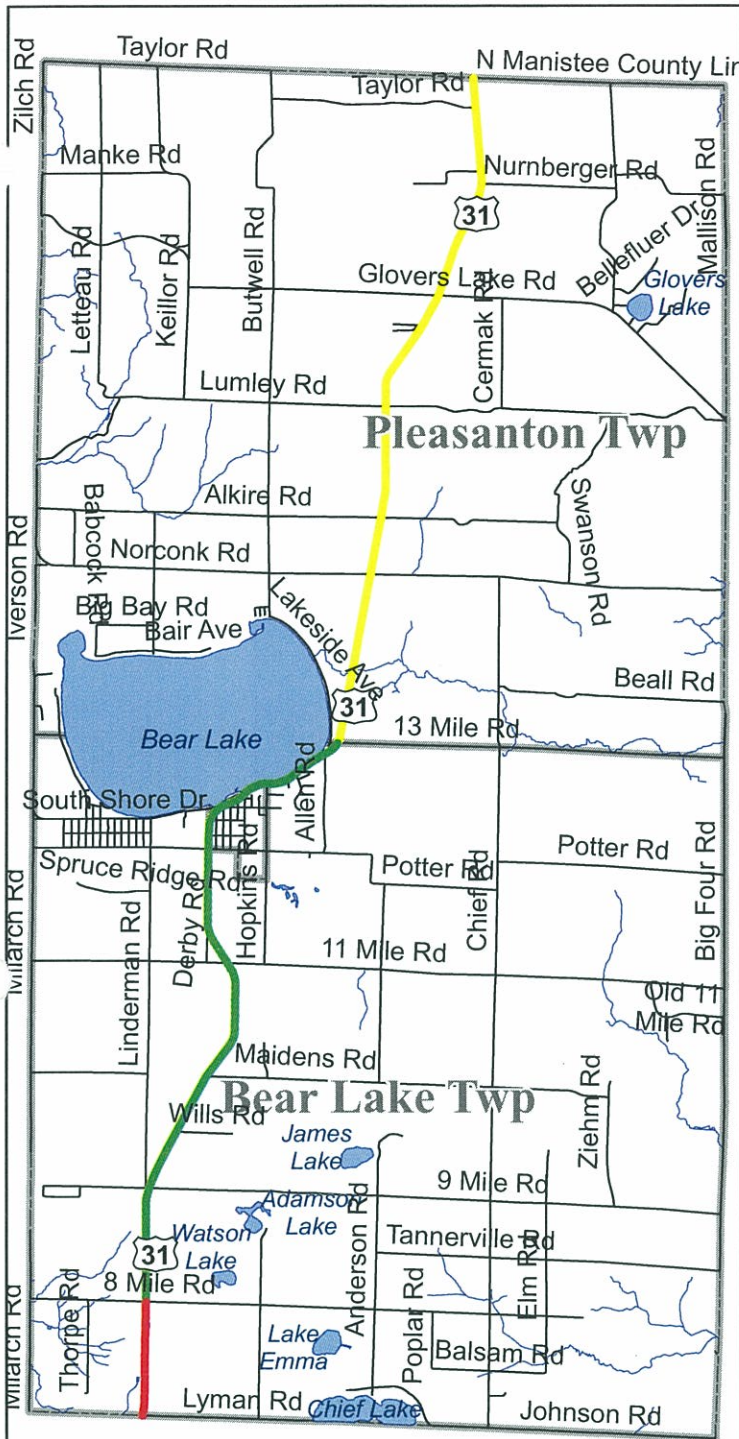 Taylor Rd
N Manistee County Lin
Zilch Rd
Taylor Rd
Manke Rd
Nurnberger Rd
31
Mallison Rd
Bellefluer Dr
Letteau Rd
Keillor Rd
Butwell Rd
Glovers Lake Rd
Glovers
Lake
Cermak Rd
Lumley Rd
Pleasanton Twp
Alkire Rd
Swanson Rd
Babcock Rd
Norconk Rd
Iverson Rd
Big Bay Rd
Bair Ave
Lakeside Ave
Beall Rd
31
13 Mile Rd
Bear Lake
South Shore Dr
Allen Rd
Spruce Ridge Rd
Hopkins Rd
Potter Rd
Potter Rd
Chief Rd
Big Four Rd
Milarch Rd
Derby Rd
11 Mile Rd
Linderman Rd
Old 11
Mile Rd
Maidens Rd
Bear Lake Twp
Wills Rd
Ziehm Rd
James
Lake
9 Mile Rd
Adamson
Lake
Anderson Rd
Watson
Lake
31
Tannerville Rd
Elm Rd
8 Mile Rd
Milarch Rd
Thorpe Rd
Lake
Emma
Poplar Rd
Balsam Rd
Lyman Rd
Chief Lake
Johnson Rd